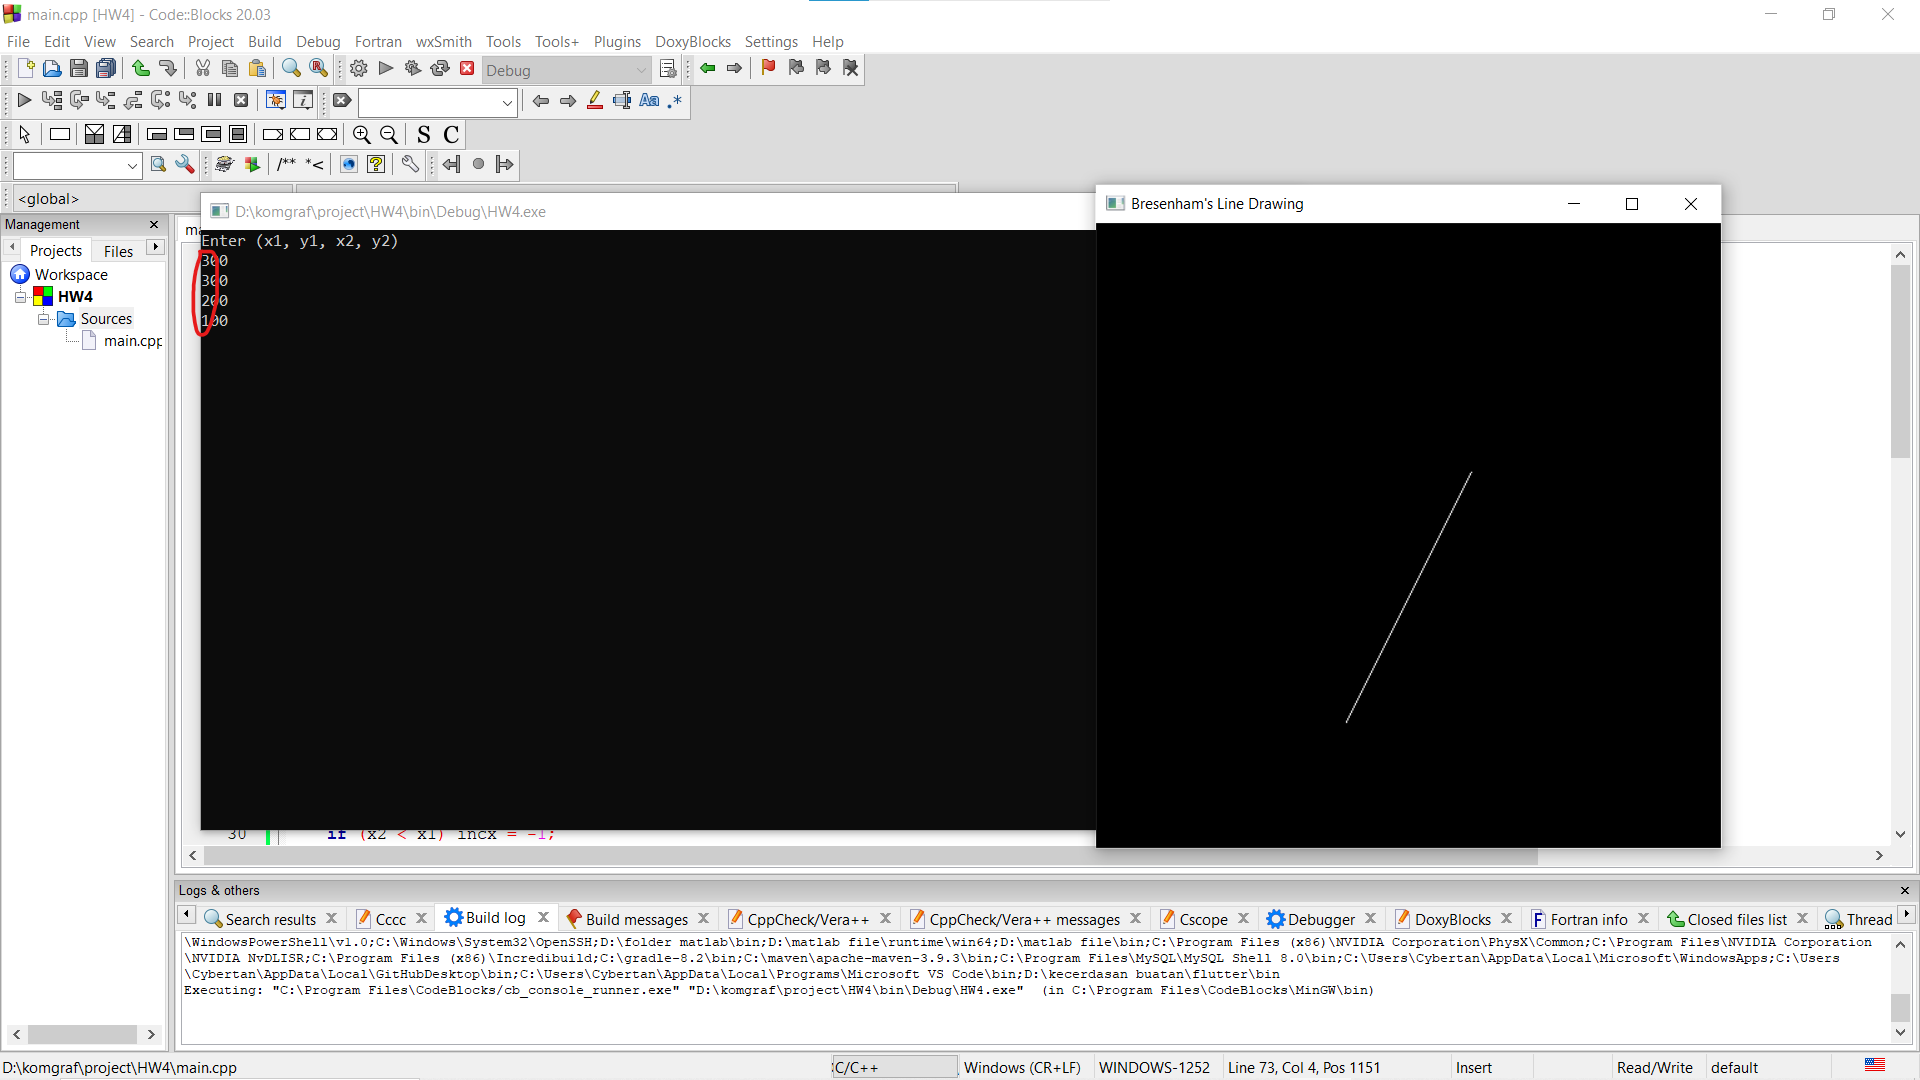 main.cpp [HW4] - Code::Blocks 20.03
File Edit View Search Project Build Debug Fortran wxSmith Tools Tools+ Plugins DoxyBlocks Settings Help
Debug
Aa .*
S C
/** *<
<global>
Management
Projects Files
Workspace
HW4
Sources
main.cpp
D:\komgraf\project\HW4\bin\Debug\HW4.exe
Enter (x1, y1, x2, y2)
300
300
200
100
Bresenham's Line Drawing
30 if (x2 < x1) incx = -1;
Logs & others
Search results Cccc Build log Build messages CppCheck/Vera++ CppCheck/Vera++ messages Cscope Debugger DoxyBlocks Fortran info Closed files list Thread
\WindowsPowerShell\v1.0;C:\Windows\System32\OpenSSH;D:\folder matlab\bin;D:\matlab file\runtime\win64;D:\matlab file\bin;C:\Program Files (x86)\NVIDIA Corporation\PhysX\Common;C:\Program Files\NVIDIA Corporation
\NVIDIA NvDLISR;C:\Program Files (x86)\Incredibuild;C:\gradle-8.2\bin;C:\maven\apache-maven-3.9.3\bin;C:\Program Files\MySQL\MySQL Shell 8.0\bin;C:\Users\Cybertan\AppData\Local\Microsoft\WindowsApps;C:\Users
\Cybertan\AppData\Local\GitHubDesktop\bin;C:\Users\Cybertan\AppData\Local\Programs\Microsoft VS Code\bin;D:\kecerdasan buatan\flutter\bin
Executing: "C:\Program Files\CodeBlocks/cb_console_runner.exe" "D:\komgraf\project\HW4\bin\Debug\HW4.exe"  (in C:\Program Files\CodeBlocks\MinGW\bin)
D:\komgraf\project\HW4\main.cpp C/C++ Windows (CR+LF) WINDOWS-1252 Line 73, Col 4, Pos 1151 Insert Read/Write default